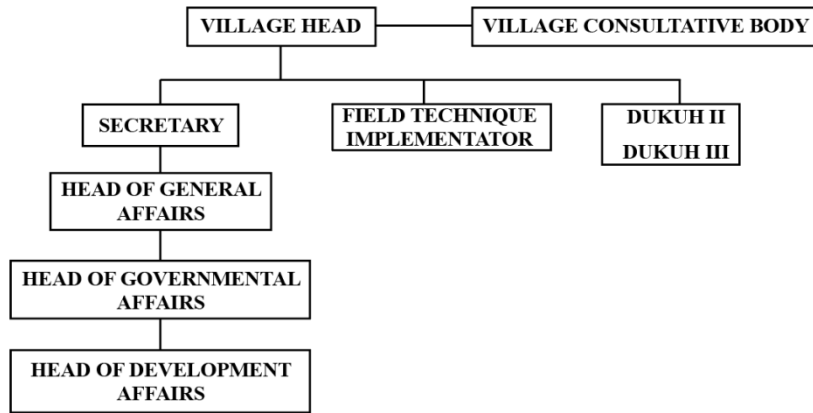 VILLAGE HEAD
VILLAGE CONSULTATIVE BODY
SECRETARY
FIELD TECHNIQUE
IMPLEMENTATOR
DUKUH II
DUKUH III
HEAD OF GENERAL
AFFAIRS
HEAD OF GOVERNMENTAL
AFFAIRS
HEAD OF DEVELOPMENT
AFFAIRS